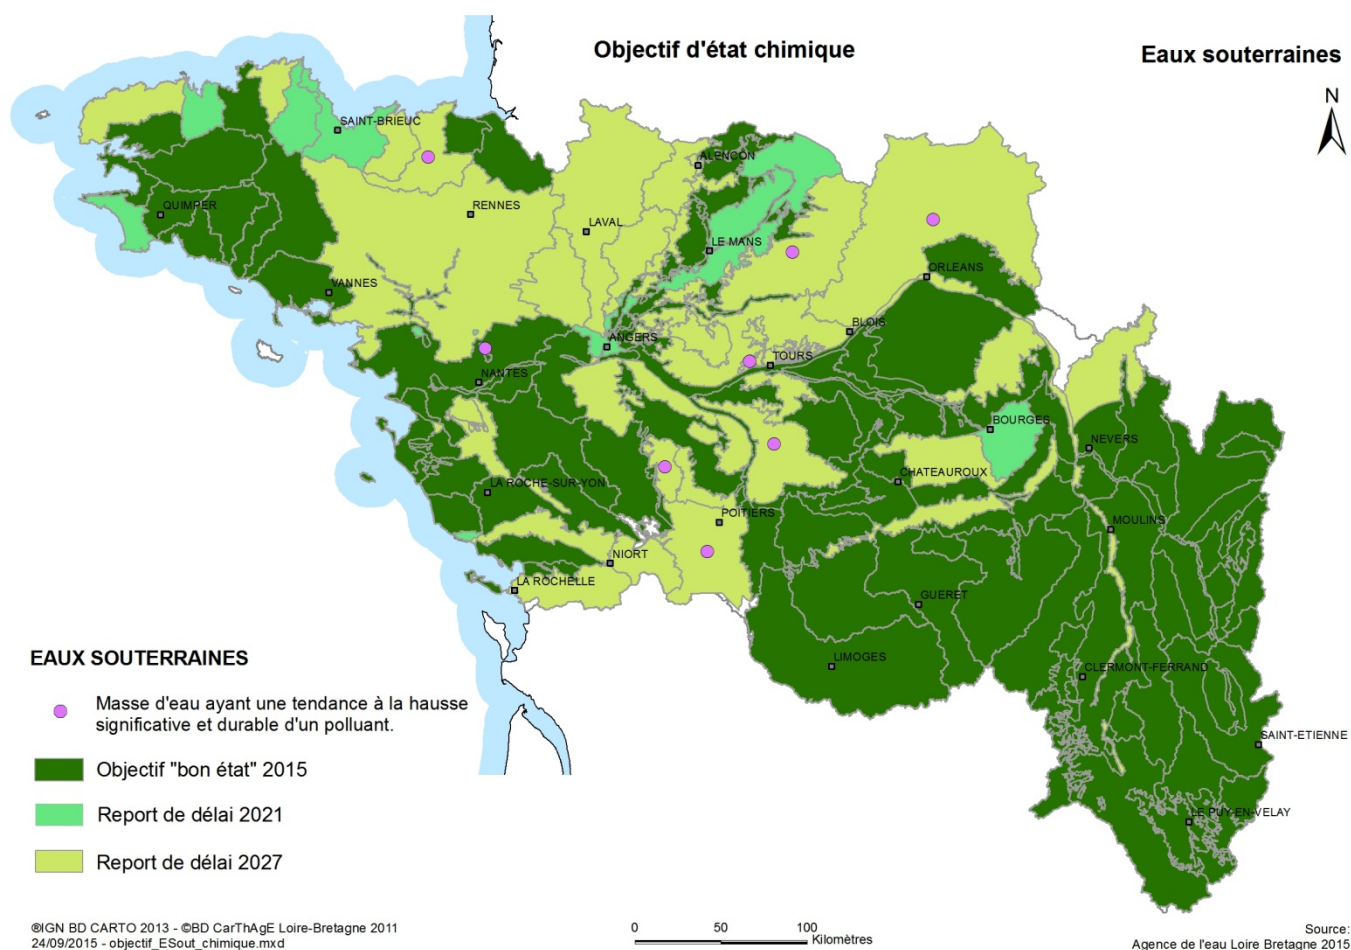 Objectif d'état chimique
Eaux souterraines
N
SAINT-BRIEUC
ALENCON
QUIMPER
RENNES
LAVAL
LE MANS
ORLEANS
VANNES
BLOIS
ANGERS
TOURS
NANTES
BOURGES
NEVERS
CHATEAUROUX
LA ROCHE-SUR-YON
POITIERS
MOULINS
NIORT
LA ROCHELLE
GUERET
LIMOGES
CLERMONT-FERRAND
SAINT-ETIENNE
LE PUY-EN-VELAY
EAUX SOUTERRAINES
Masse d'eau ayant une tendance à la hausse
significative et durable d'un polluant.
Objectif "bon état" 2015
Report de délai 2021
Report de délai 2027
®IGN BD CARTO 2013 - ©BD CarThAgE Loire-Bretagne 2011
24/09/2015 - objectif_ESout_chimique.mxd
0 50 100
Kilomètres
Source:
Agence de l'eau Loire Bretagne 2015